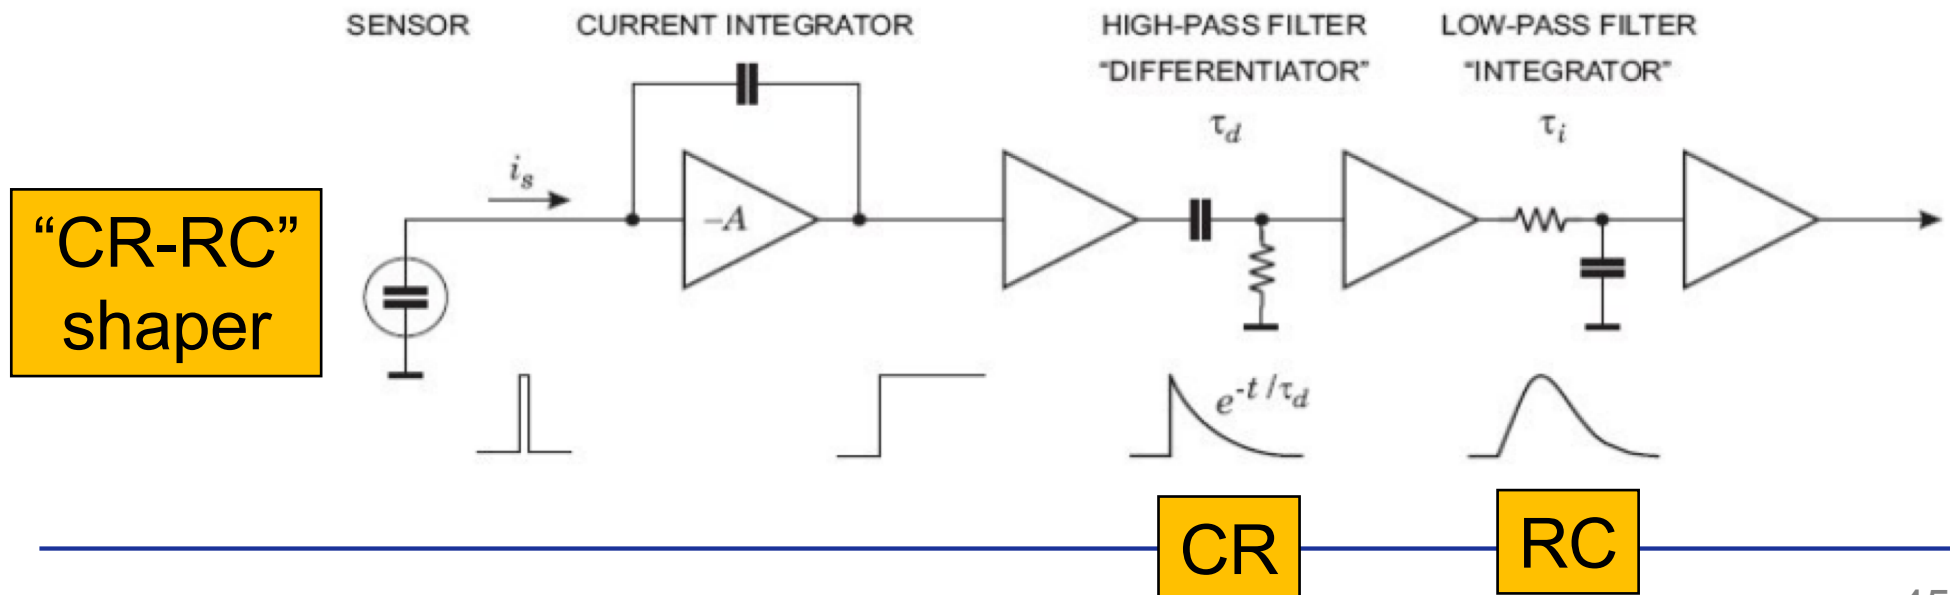 SENSOR
CURRENT INTEGRATOR
HIGH-PASS FILTER
"DIFFERENTIATOR"
τd
LOW-PASS FILTER
"INTEGRATOR"
τi
“CR-RC”
shaper
is
–A
e-t /τd
CR
RC